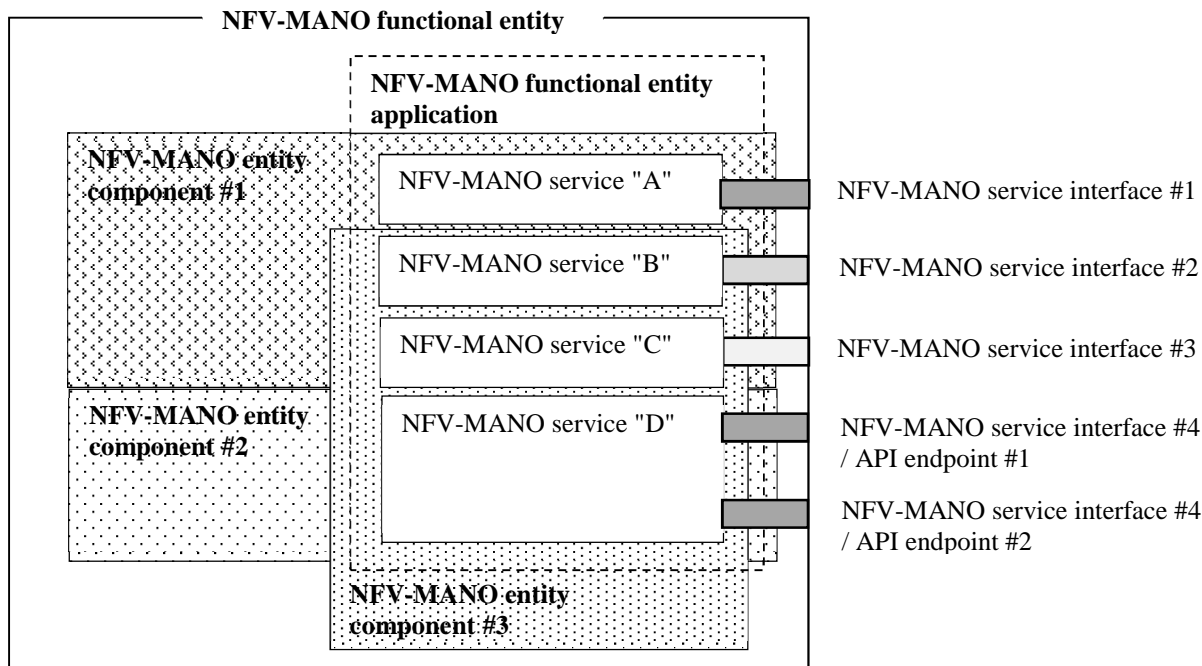 NFV-MANO functional entity
NFV-MANO functional entity
application
NFV-MANO entity
component #1
NFV-MANO service "A"
NFV-MANO service interface #1
NFV-MANO service "B"
NFV-MANO service interface #2
NFV-MANO service "C"
NFV-MANO service interface #3
NFV-MANO entity
component #2
NFV-MANO service "D"
NFV-MANO service interface #4
/ API endpoint #1
NFV-MANO service interface #4
/ API endpoint #2
NFV-MANO entity
component #3